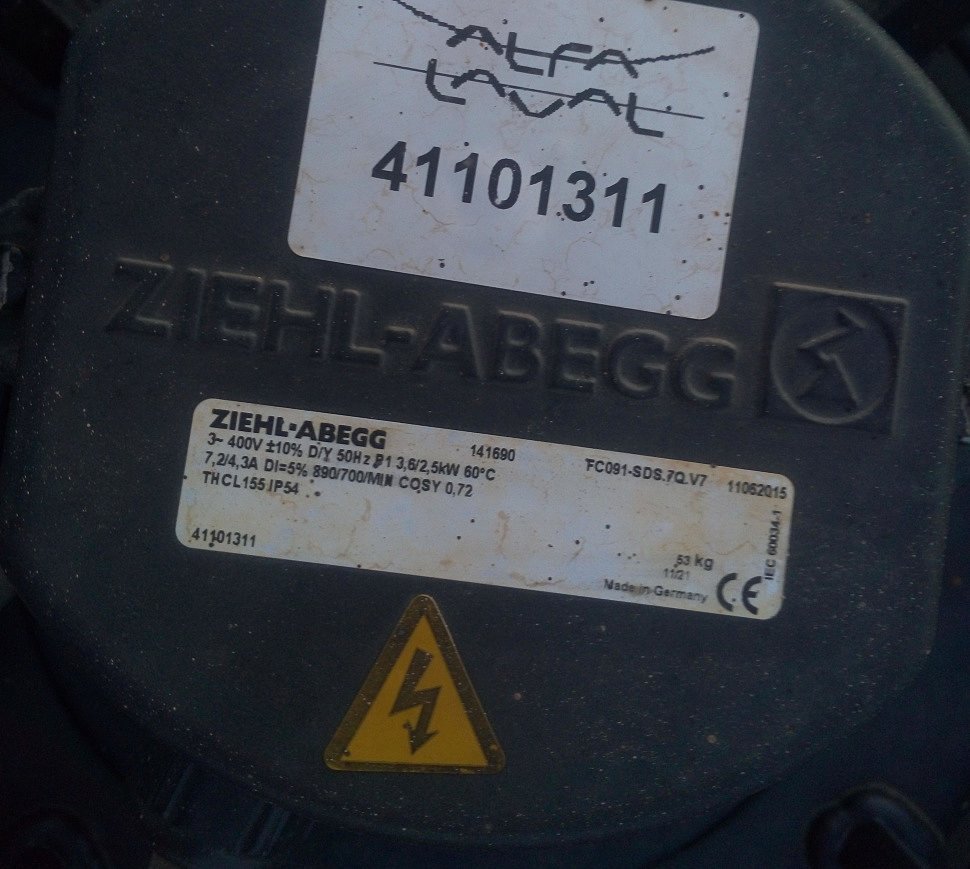 ALFA
LAVAL
41101311
ZIEHL-ABEGG
ZIEHL-ABEGG
3~ 400V ±10% D/Y 50Hz P1 3,6/2,5kW 60°C
7,2/4,3A DI=5% 890/700/MIN COSY 0,72
THCL155 IP54
141690
FC091-SDS.7Q.V7
11062015
41101311
53 kg
11/21
Made in Germany
CE
IEC 60034-1